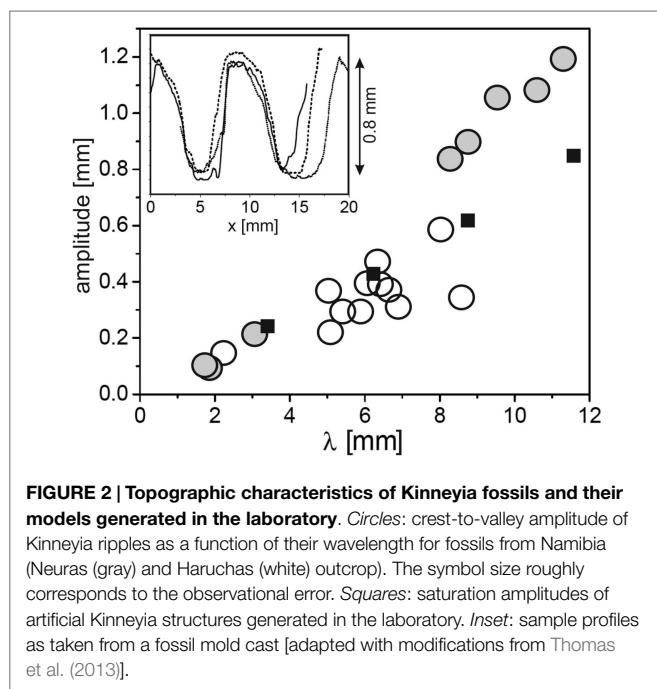 1.2
1.0
0.8
0.6
0.4
0.2
0.0
amplitude [mm]
0.8 mm
0 5 10 15 20
x [mm]
0 2 4 6 8 10 12
λ [mm]
FIGURE 2 | Topographic characteristics of Kinneyia fossils and their
models generated in the laboratory. Circles: crest-to-valley amplitude of
Kinneyia ripples as a function of their wavelength for fossils from Namibia
(Neuras (gray) and Haruchas (white) outcrop). The symbol size roughly
corresponds to the observational error. Squares: saturation amplitudes of
artificial Kinneyia structures generated in the laboratory. Inset: sample profiles
as taken from a fossil mold cast [adapted with modifications from Thomas
et al. (2013)].